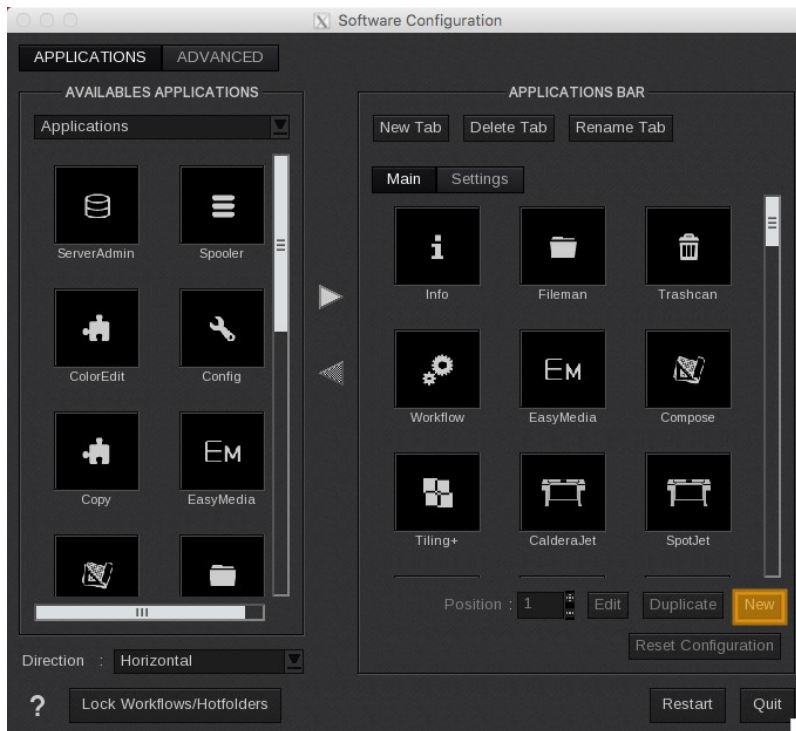 Software Configuration
APPLICATIONS ADVANCED
AVAILABLES APPLICATIONS
Applications
ServerAdmin Spooler
ColorEdit Config
EM
Copy EasyMedia
Direction : Horizontal
? Lock Workflows/Hotfolders
APPLICATIONS BAR
New Tab Delete Tab Rename Tab
Main Settings
i
Info Fileman Trashcan
EM
Workflow EasyMedia Compose
Tiling+ CalderaJet SpotJet
Position : 1 Edit Duplicate New
Reset Configuration
Restart Quit